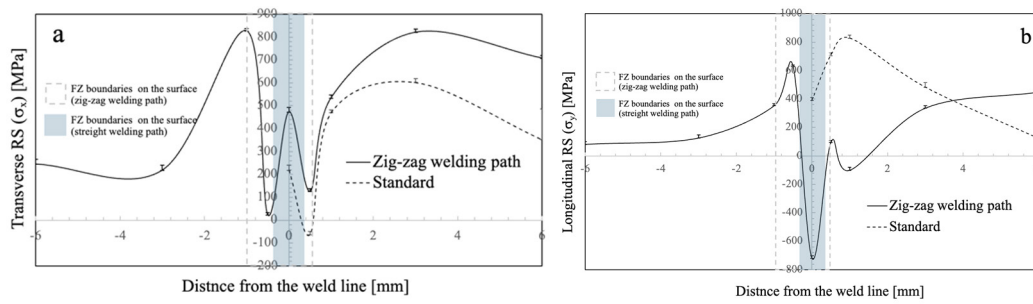 a
Transverse RS (σx) [MPa]
900
800
700
600
500
400
300
200
100
0
-100
200
FZ boundaries on the surface
(zig-zag welding path)
FZ boundaries on the surface
(streight welding path)
Zig-zag welding path
Standard
-5
-4
-2
0
2
4
6
Distnce from the weld line [mm]
b
Longitudinal RS (σy) [MPa]
1000
800
600
400
200
0
-200
-400
-600
800
FZ boundaries on the surface
(zig-zag welding path)
FZ boundaries on the surface
(streight welding path)
Zig-zag welding path
Standard
-5
-4
-2
0
2
4
6
Distnce from the weld line [mm]